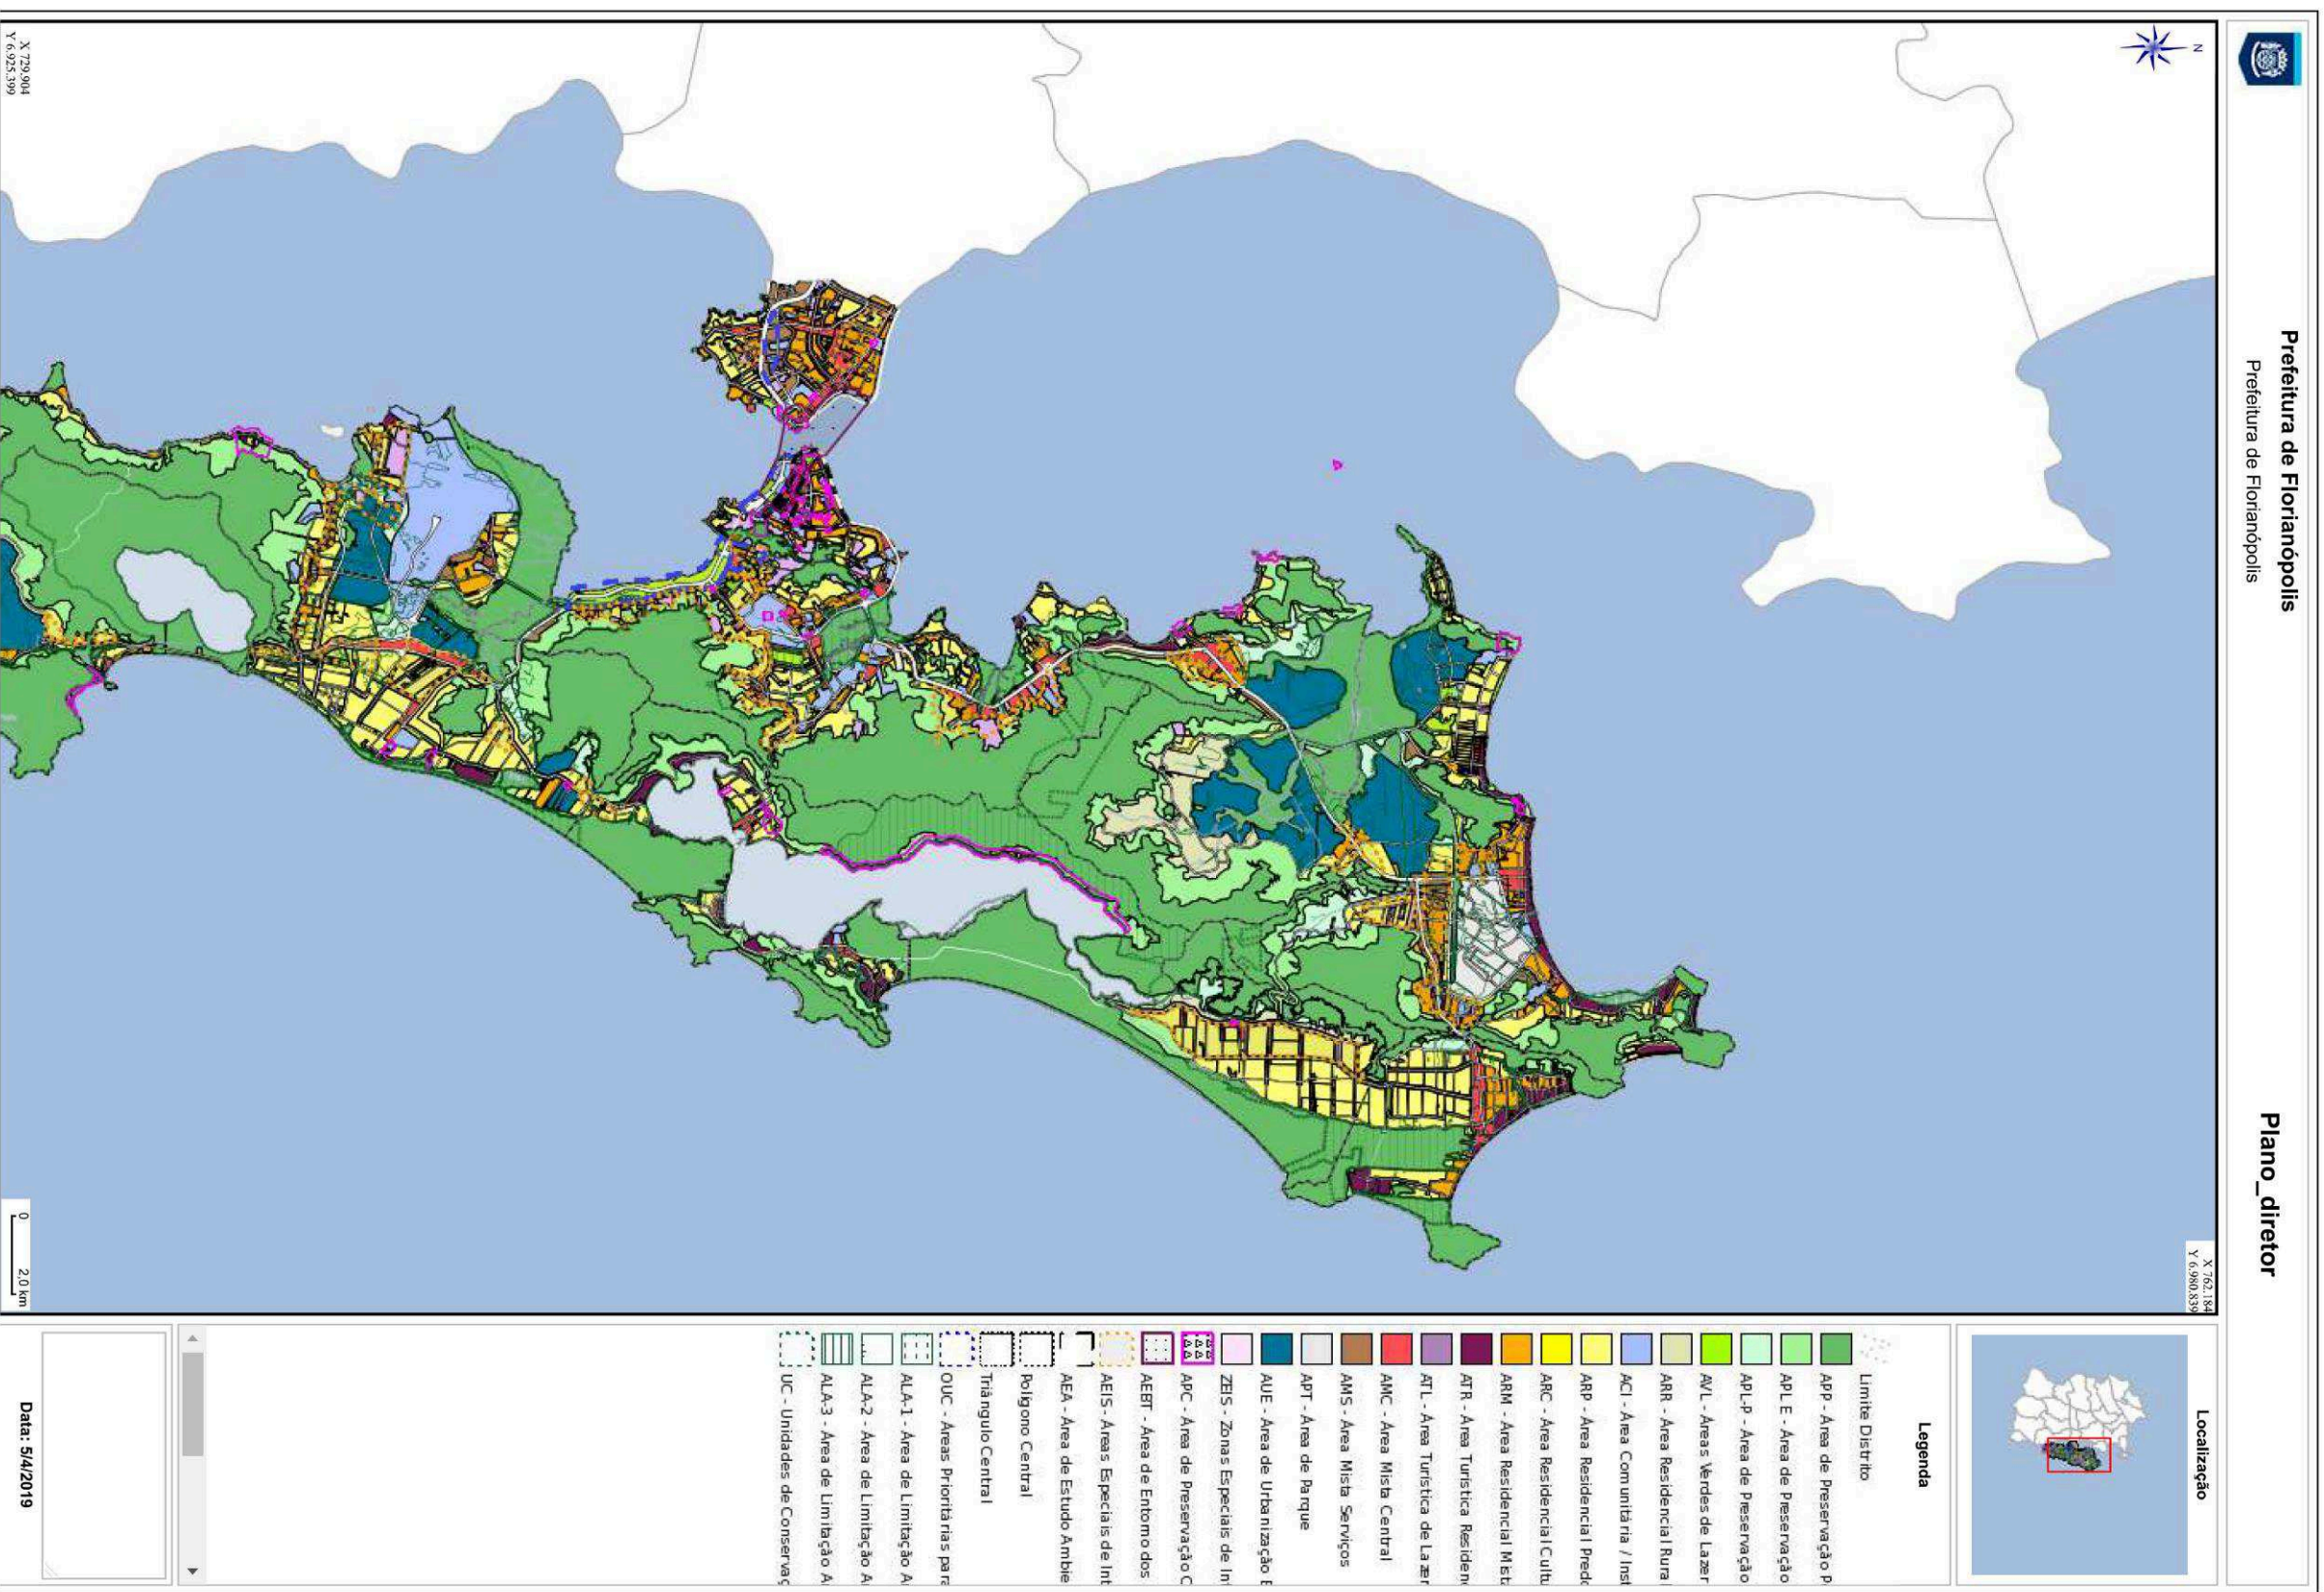 Prefeitura de Florianópolis
Prefeitura de Florianópolis
Plano_diretor
N
X 762.184
Y 6.980.839
X 729.904
Y 6.925.399
0 2,0 km
Localização
Legenda
Limite Distrito
APP - Área de Preservação P
APL E - Área de Preservação
APL-P - Área de Preservação
AVL - Áreas Verdes de Lazer
ARR - Área Residencial Rural
ACI - Área Comunitária / Inst
ARP - Área Residencial Predo
ARC - Área Residencial Cultu
ARM - Área Residencial Mista
ATR - Área Turística Residen
ATL - Área Turística de Lazer
AMC - Área Mista Central
AMS - Área Mista Serviços
APT - Área de Parque
AUE - Área de Urbanização E
ZEIS - Zonas Especiais de Int
APC - Área de Preservação C
AEBT - Área de Entorno dos
AEIS - Áreas Especiais de Int
AEA - Área de Estudo Ambie
Polígono Central
Triângulo Central
OUC - Áreas Prioritárias para
ALA-1 - Área de Limitação A
ALA-2 - Área de Limitação A
ALA-3 - Área de Limitação A
UC - Unidades de Conservaç
Data: 5/4/2019